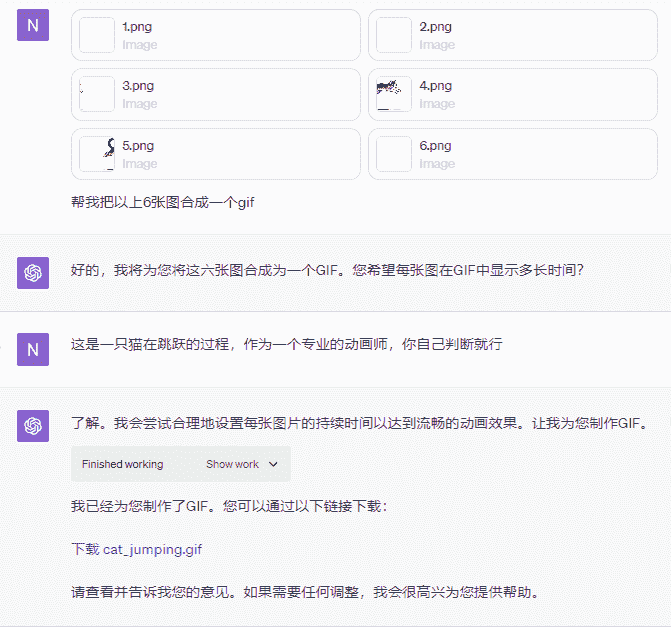 N
1.png
Image
2.png
Image
3.png
Image
4.png
Image
5.png
Image
6.png
Image
帮我把以上6张图合成一个gif
好的，我将为您将这六张图合成为一个GIF。您希望每张图在GIF中显示多长时间？
N
这是一只猫在跳跃的过程，作为一个专业的动画师，你自己判断就行
了解。我会尝试合理地设置每张图片的持续时间以达到流畅的动画效果。让我为您制作GIF。
Finished working Show work
我已经为您制作了GIF。您可以通过以下链接下载：
下载 cat_jumping.gif
请查看并告诉我您的意见。如果需要任何调整，我会很高兴为您提供帮助。